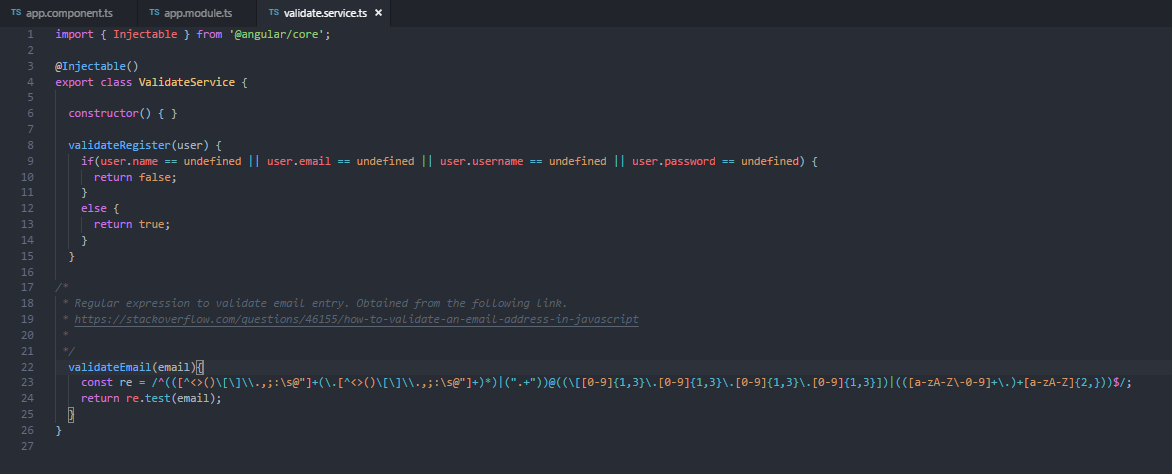 TS app.component.ts TS app.module.ts TS validate.service.ts ×
1 import { Injectable } from '@angular/core';
2
3 @Injectable()
4 export class ValidateService {
5
6 constructor() { }
7
8 validateRegister(user) {
9 if(user.name == undefined || user.email == undefined || user.username == undefined || user.password == undefined) {
10 return false;
11 }
12 else {
13 return true;
14 }
15 }
16
17 /*
18 * Regular expression to validate email entry. Obtained from the following link.
19 * https://stackoverflow.com/questions/46155/how-to-validate-an-email-address-in-javascript
20 *
21 */
22 validateEmail(email){
23 const re = /^(([^<>()\[\]\\.,;:\s@"]+(\.[^<>()\[\]\\.,;:\s@"]+)*)|(".+"))@((\[[0-9]{1,3}\.[0-9]{1,3}\.[0-9]{1,3}\.[0-9]{1,3}])|(([a-zA-Z\-0-9]+\.)+[a-zA-Z]{2,}))$/;
24 return re.test(email);
25 }
26 }
27